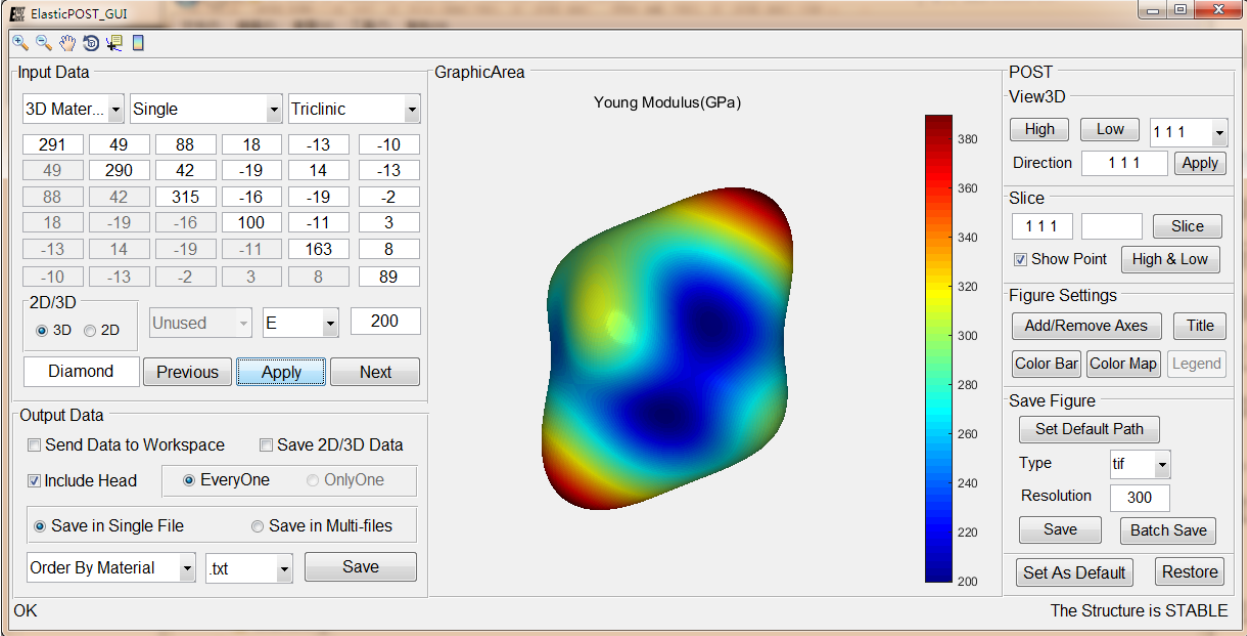 ElasticPOST_GUI
Input Data
3D Mater... Single Triclinic
291 49 88 18 -13 -10
49 290 42 -19 14 -13
88 42 315 -16 -19 -2
18 -19 -16 100 -11 3
-13 14 -19 -11 163 8
-10 -13 -2 3 8 89
2D/3D
3D 2D Unused E 200
Diamond Previous Apply Next
Output Data
Send Data to Workspace Save 2D/3D Data
Include Head EveryOne OnlyOne
Save in Single File Save in Multi-files
Order By Material .txt Save
OK
GraphicArea
Young Modulus(GPa)
380
360
340
320
300
280
260
240
220
200
POST
View3D
High Low 1 1 1
Direction 1 1 1 Apply
Slice
1 1 1 Slice
Show Point High & Low
Figure Settings
Add/Remove Axes Title
Color Bar Color Map Legend
Save Figure
Set Default Path
Type tif
Resolution 300
Save Batch Save
Set As Default Restore
The Structure is STABLE